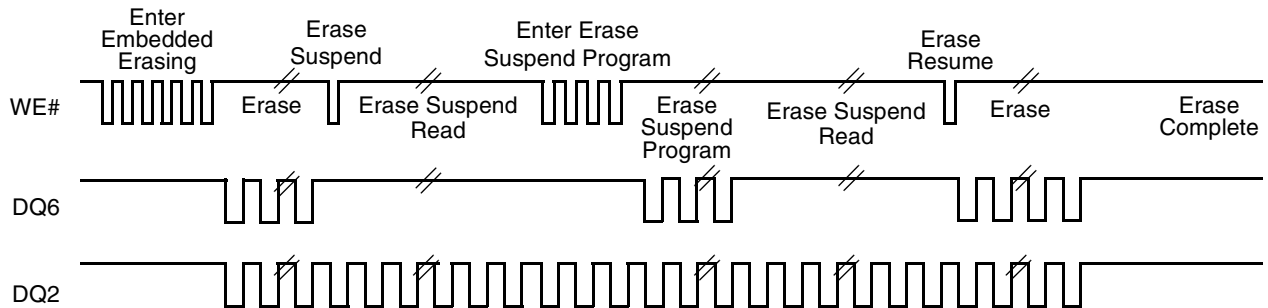 Enter
Embedded
Erasing
Erase
Suspend
Enter Erase
Suspend Program
Erase
Resume
WE#
Erase
Erase Suspend
Read
Erase
Suspend
Program
Erase Suspend
Read
Erase
Erase
Complete
DQ6
DQ2